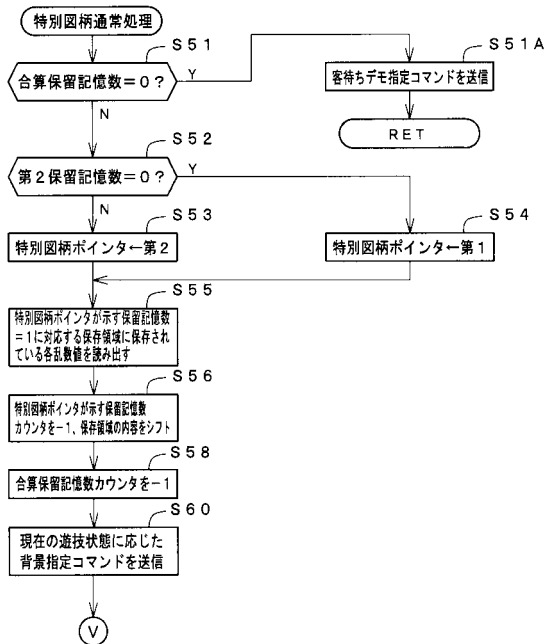 特別図柄通常処理
S51
合算保留記憶数=0?
Y
N
S51A
客待ちデモ指定コマンドを送信
RET
S52
第2保留記憶数=0?
Y
N
S53
特別図柄ポインタ←第2
S54
特別図柄ポインタ←第1
S55
特別図柄ポインタが示す保留記憶数
=1に対応する保存領域に保存され
ている各乱数値を読み出す
S56
特別図柄ポインタが示す保留記憶数
カウンタを-1、保存領域の内容をシフト
S58
合算保留記憶数カウンタを-1
S60
現在の遊技状態に応じた
背景指定コマンドを送信
V